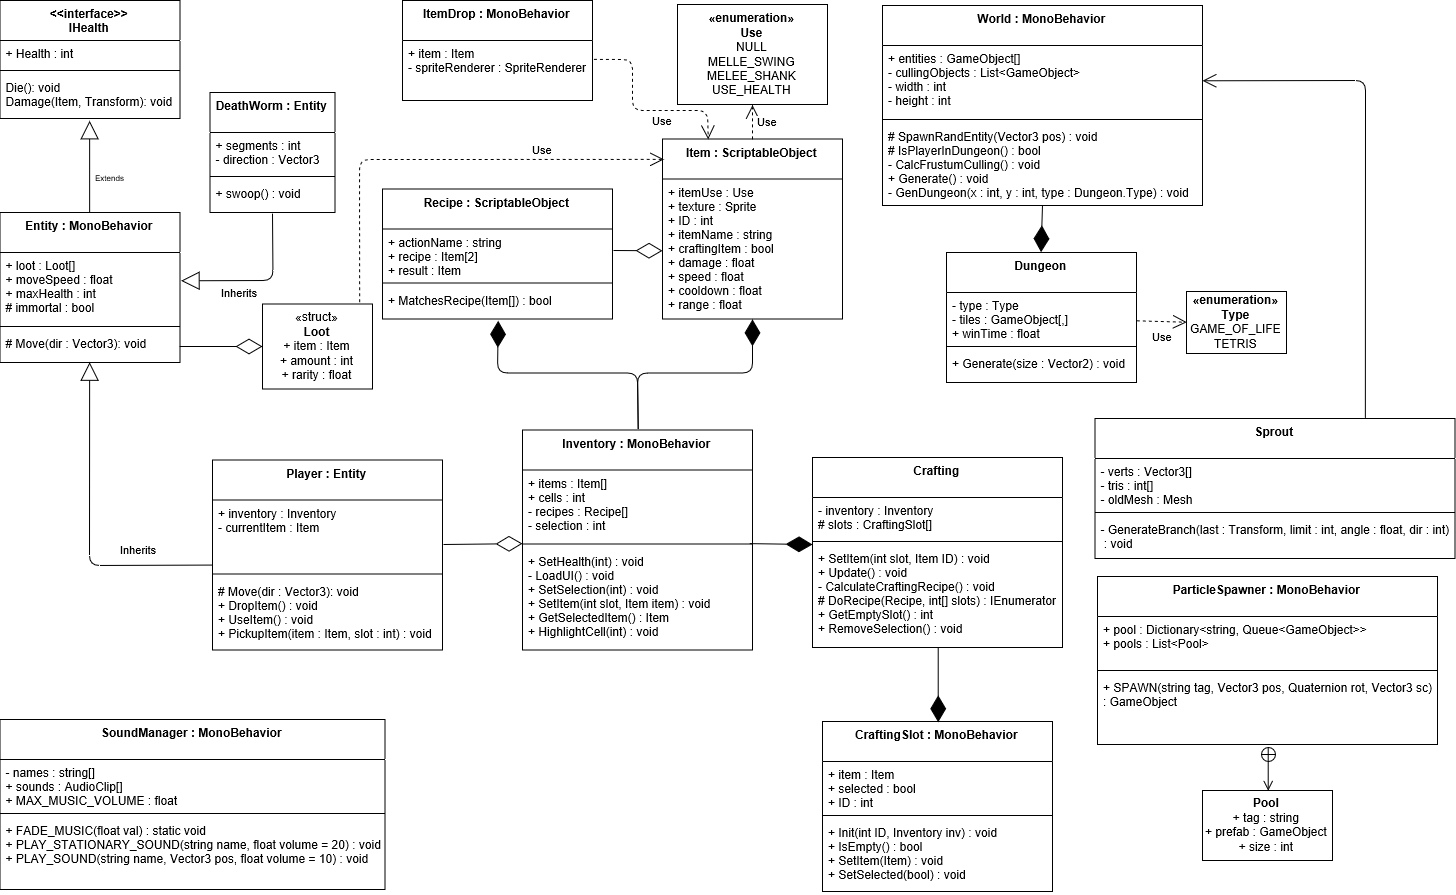 <<interface>>
IHealth
+ Health : int
Die(): void
Damage(Item, Transform): void
Extends
ItemDrop : MonoBehavior
+ item : Item
- spriteRenderer : SpriteRenderer
Use
«enumeration»
Use
NULL
MELLE_SWING
MELEE_SHANK
USE_HEALTH
Use
World : MonoBehavior
+ entities : GameObject[]
- cullingObjects : List<GameObject>
- width : int
- height : int
# SpawnRandEntity(Vector3 pos) : void
# IsPlayerInDungeon() : bool
- CalcFrustumCulling() : void
+ Generate() : void
- GenDungeon(x : int, y : int, type : Dungeon.Type) : void
DeathWorm : Entity
+ segments : int
- direction : Vector3
+ swoop() : void
Use
Item : ScriptableObject
+ itemUse : Use
+ texture : Sprite
+ ID : int
+ itemName : string
+ craftingItem : bool
+ damage : float
+ speed : float
+ cooldown : float
+ range : float
Recipe : ScriptableObject
+ actionName : string
+ recipe : Item[2]
+ result : Item
+ MatchesRecipe(Item[]) : bool
Entity : MonoBehavior
+ loot : Loot[]
+ moveSpeed : float
+ maxHealth : int
# immortal : bool
# Move(dir : Vector3): void
Inherits
«struct»
Loot
+ item : Item
+ amount : int
+ rarity : float
Dungeon
- type : Type
- tiles : GameObject[,]
+ winTime : float
+ Generate(size : Vector2) : void
Use
«enumeration»
Type
GAME_OF_LIFE
TETRIS
Sprout
- verts : Vector3[]
- tris : int[]
- oldMesh : Mesh
- GenerateBranch(last : Transform, limit : int, angle : float, dir : int)
: void
Inherits
Player : Entity
+ inventory : Inventory
- currentItem : Item
# Move(dir : Vector3): void
+ DropItem() : void
+ UseItem() : void
+ PickupItem(item : Item, slot : int) : void
Inventory : MonoBehavior
+ items : Item[]
+ cells : int
- recipes : Recipe[]
- selection : int
+ SetHealth(int) : void
- LoadUI() : void
+ SetSelection(int) : void
+ SetItem(int slot, Item item) : void
+ GetSelectedItem() : Item
+ HighlightCell(int) : void
Crafting
- inventory : Inventory
# slots : CraftingSlot[]
+ SetItem(int slot, Item ID) : void
+ Update() : void
- CalculateCraftingRecipe() : void
# DoRecipe(Recipe, int[] slots) : IEnumerator
+ GetEmptySlot() : int
+ RemoveSelection() : void
ParticleSpawner : MonoBehavior
+ pool : Dictionary<string, Queue<GameObject>>
+ pools : List<Pool>
+ SPAWN(string tag, Vector3 pos, Quaternion rot, Vector3 sc)
: GameObject
SoundManager : MonoBehavior
- names : string[]
+ sounds : AudioClip[]
+ MAX_MUSIC_VOLUME : float
+ FADE_MUSIC(float val) : static void
+ PLAY_STATIONARY_SOUND(string name, float volume = 20) : void
+ PLAY_SOUND(string name, Vector3 pos, float volume = 10) : void
CraftingSlot : MonoBehavior
+ item : Item
+ selected : bool
+ ID : int
+ Init(int ID, Inventory inv) : void
+ IsEmpty() : bool
+ SetItem(Item) : void
+ SetSelected(bool) : void
Pool
+ tag : string
+ prefab : GameObject
+ size : int